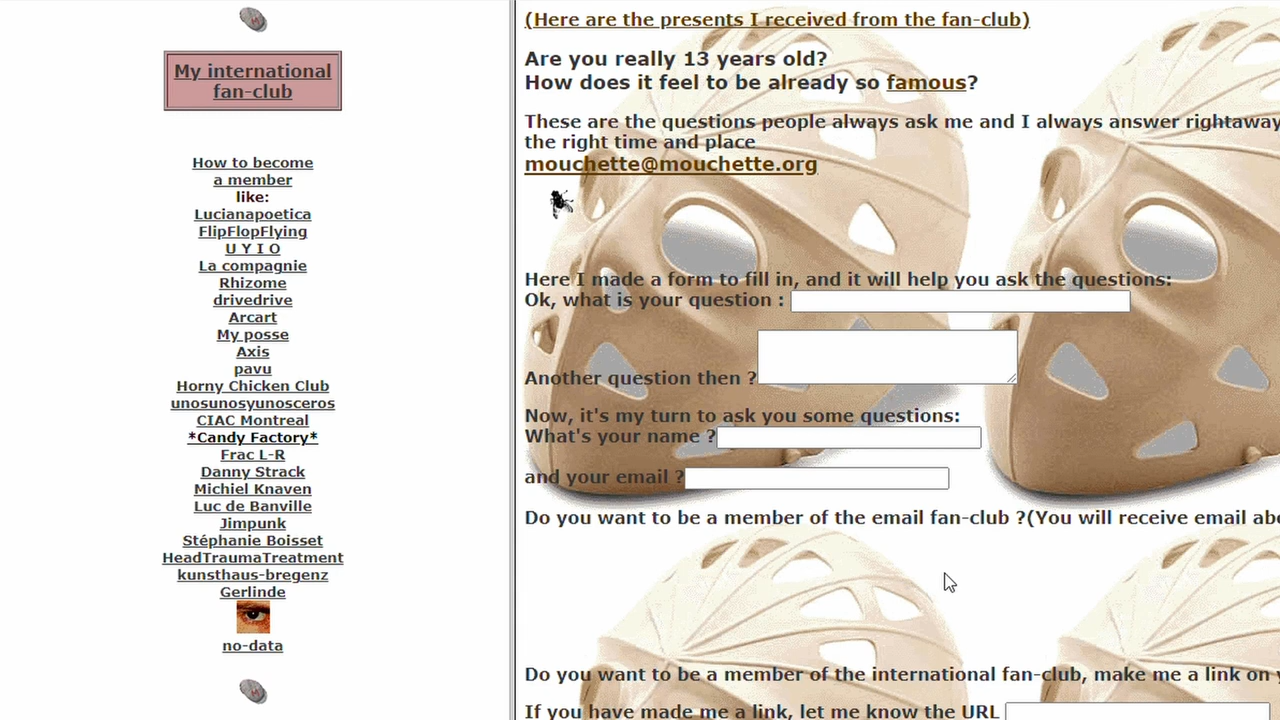 My international
fan-club
How to become
a member
like:
Lucianapoetica
FlipFlopFlying
U Y I O
La compagnie
Rhizome
drivedrive
Arcart
My posse
Axis
pavu
Horny Chicken Club
unosunosyunosceros
CIAC Montreal
*Candy Factory*
Frac L-R
Danny Strack
Michiel Knaven
Luc de Banville
Jimpunk
Stéphanie Boisset
HeadTraumaTreatment
kunsthaus-bregenz
Gerlinde
no-data
(Here are the presents I received from the fan-club)
Are you really 13 years old?
How does it feel to be already so famous?
These are the questions people always ask me and I always answer rightaway
the right time and place
mouchette@mouchette.org
Here I made a form to fill in, and it will help you ask the questions:
Ok, what is your question :
Another question then ?
Now, it's my turn to ask you some questions:
What's your name ?
and your email ?
Do you want to be a member of the email fan-club ?(You will receive email
Do you want to be a member of the international fan-club, make me a link on
If you have made me a link, let me know the URL